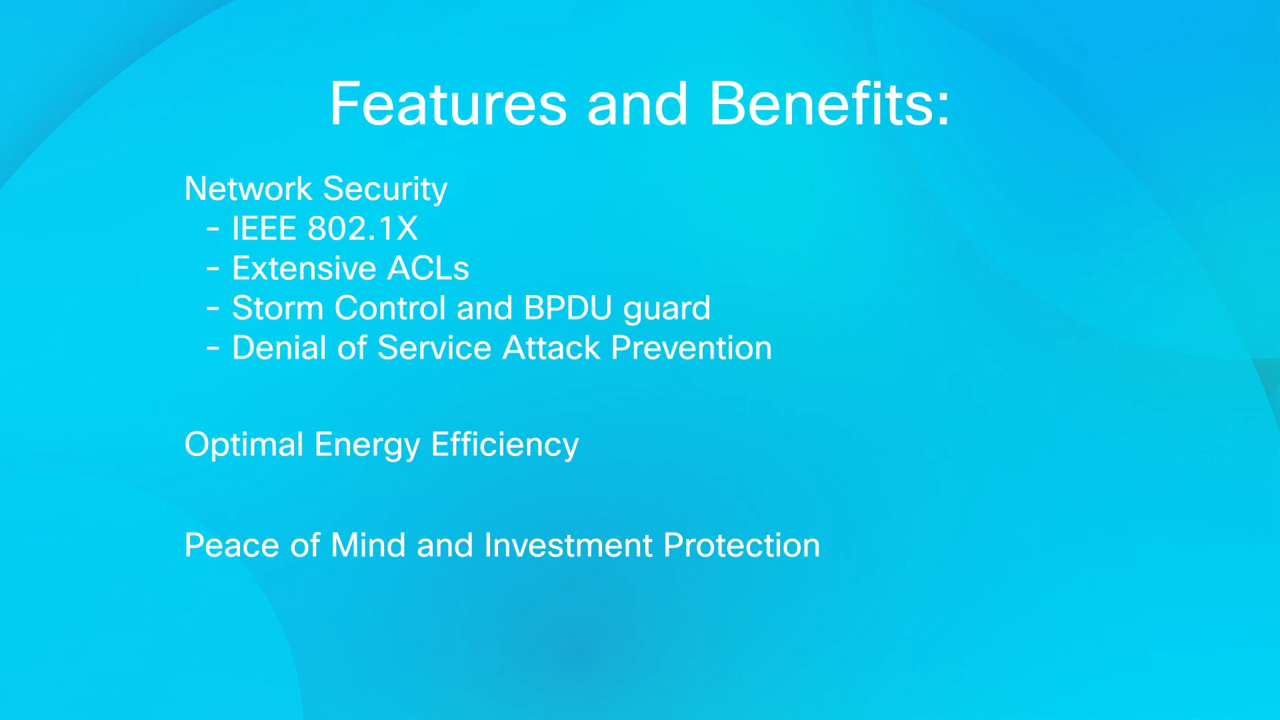 Features and Benefits:
Network Security
- IEEE 802.1X
- Extensive ACLs
- Storm Control and BPDU guard
- Denial of Service Attack Prevention
Optimal Energy Efficiency
Peace of Mind and Investment Protection